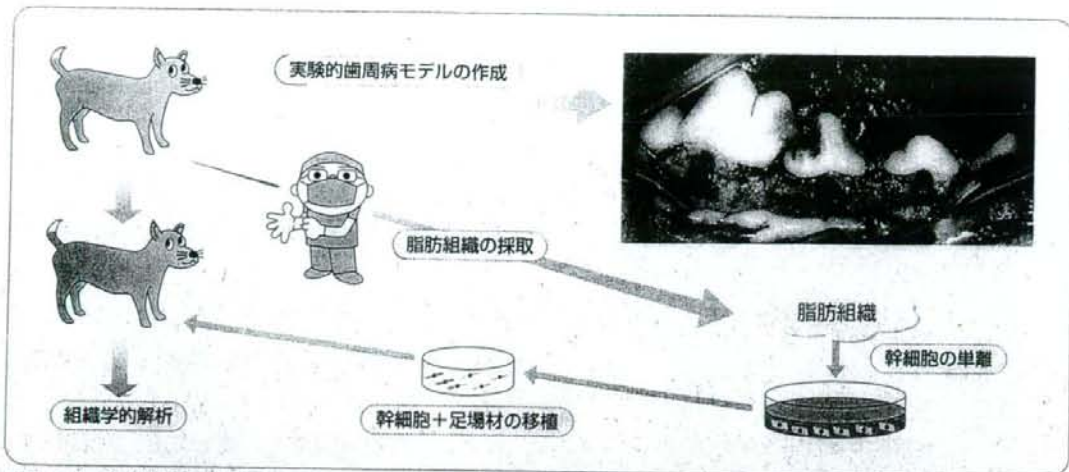 実験的歯周病モデルの作成
脂肪組織の採取
脂肪組織
幹細胞の単離
幹細胞＋足場材の移植
組織学的解析